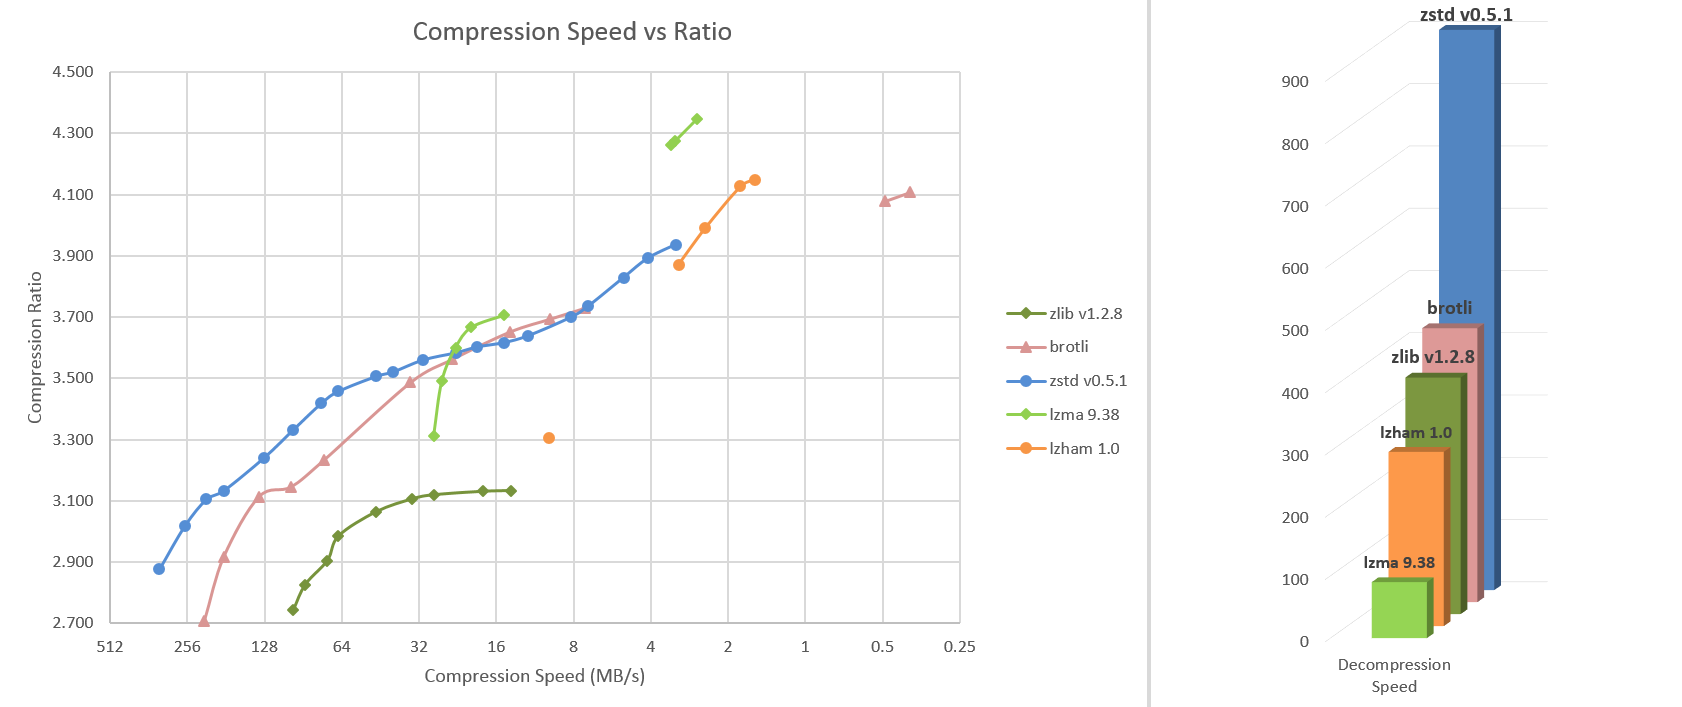 Compression Speed vs Ratio
4.500
4.300
4.100
3.900
3.700
3.500
3.300
3.100
2.900
2.700
Compression Ratio
512 256 128 64 32 16 8 4 2 1 0.5 0.25
Compression Speed (MB/s)
zlib v1.2.8
brotli
zstd v0.5.1
lzma 9.38
lzham 1.0
zstd v0.5.1
brotli
zlib v1.2.8
lzham 1.0
lzma 9.38
900
800
700
600
500
400
300
200
100
0
Decompression
Speed